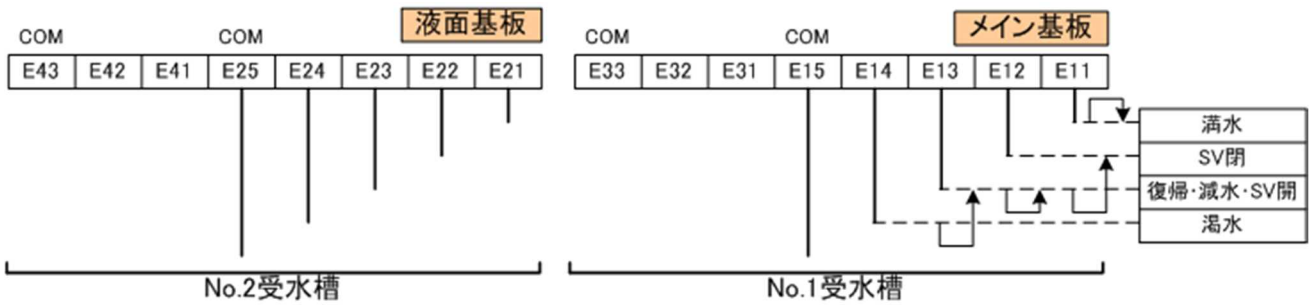 液面基板
メイン基板
COM COM COM COM
E43 E42 E41 E25 E24 E23 E22 E21 E33 E32 E31 E15 E14 E13 E12 E11
満水
SV閉
復帰・減水・SV開
渇水
No.2受水槽 No.1受水槽